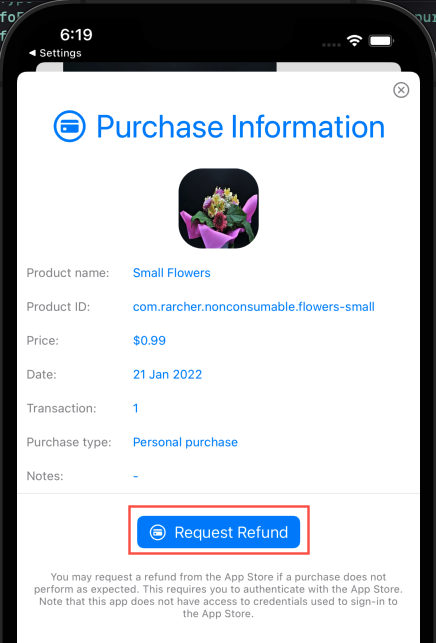 6:19
◀ Settings
Purchase Information
Product name: Small Flowers
Product ID: com.rarcher.nonconsumable.flowers-small
Price: $0.99
Date: 21 Jan 2022
Transaction: 1
Purchase type: Personal purchase
Notes: -
Request Refund
You may request a refund from the App Store if a purchase does not
perform as expected. This requires you to authenticate with the App Store.
Note that this app does not have access to credentials used to sign-in to
the App Store.